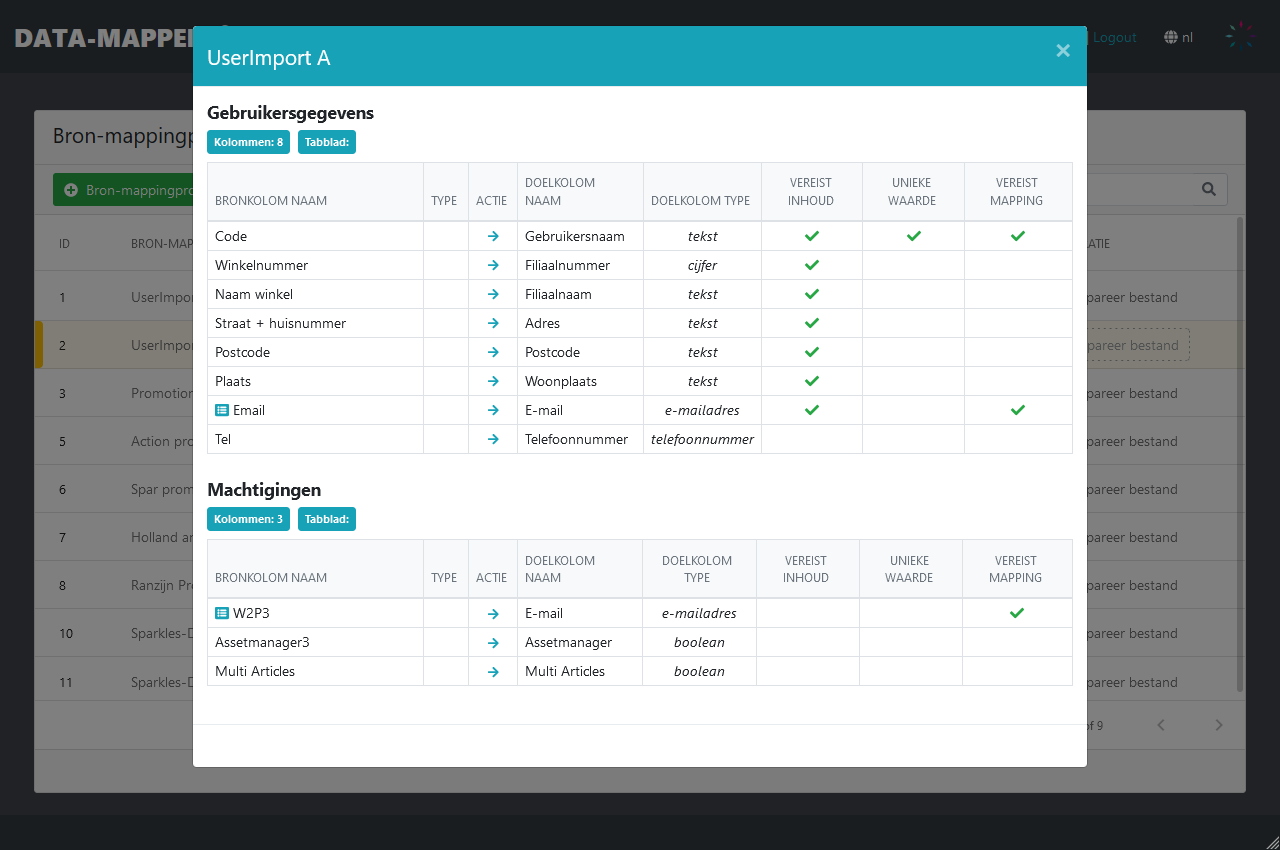 DATA-MAPPE
Logout
nl
UserImport A
×
Bron-mappingp
Bron-mappingpro
ID
BRON-MAP
ATIE
1
UserImpor
pareer bestand
2
UserImpor
pareer bestand
3
Promotion
pareer bestand
5
Action pro
pareer bestand
6
Spar prom
pareer bestand
7
Holland an
pareer bestand
8
Ranzijn Pro
pareer bestand
10
Sparkles-D
pareer bestand
11
Sparkles-D
pareer bestand
of 9
Gebruikersgegevens
Kolommen: 8 Tabblad:
BRONKOLOM NAAM TYPE ACTIE DOELKOLOM NAAM DOELKOLOM TYPE VEREIST INHOUD UNIEKE WAARDE VEREIST MAPPING
Code Gebruikersnaam tekst
Winkelnummer Filiaalnummer cijfer
Naam winkel Filiaalnaam tekst
Straat + huisnummer Adres tekst
Postcode Postcode tekst
Plaats Woonplaats tekst
Email E-mail e-mailadres
Tel Telefoonnummer telefoonnummer
Machtigingen
Kolommen: 3 Tabblad:
BRONKOLOM NAAM TYPE ACTIE DOELKOLOM NAAM DOELKOLOM TYPE VEREIST INHOUD UNIEKE WAARDE VEREIST MAPPING
W2P3 E-mail e-mailadres
Assetmanager3 Assetmanager boolean
Multi Articles Multi Articles boolean